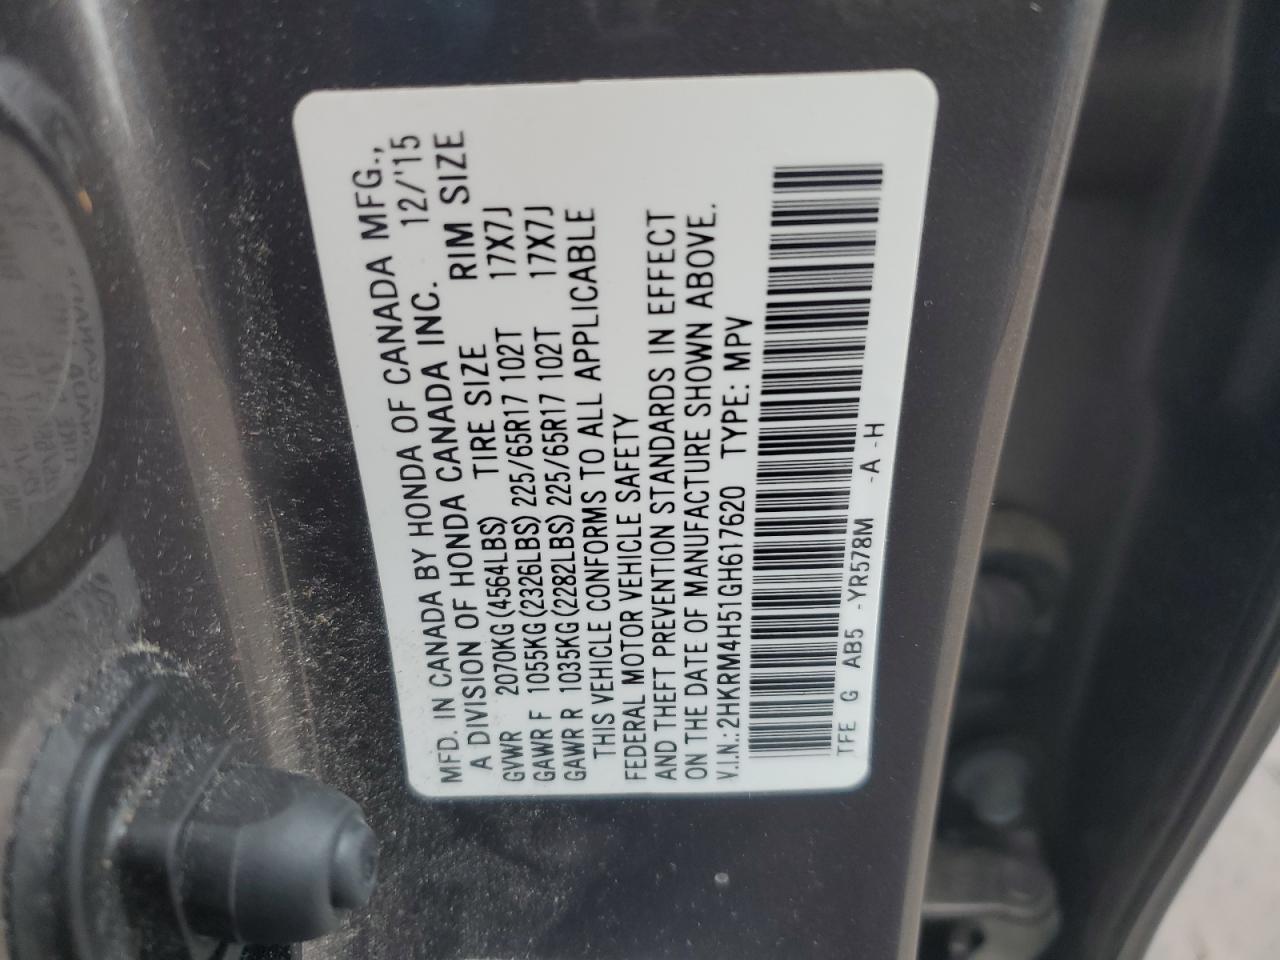 MFD. IN CANADA BY HONDA OF CANADA MFG.,
A DIVISION OF HONDA CANADA INC. 12/'15
TIRE SIZE RIM SIZE
GVWR 2070KG(4564LBS)
GAWR F 1055KG(2326LBS) 225/65R17 102T 17X7J
GAWR R 1035KG(2282LBS) 225/65R17 102T 17X7J
THIS VEHICLE CONFORMS TO ALL APPLICABLE
FEDERAL MOTOR VEHICLE SAFETY
AND THEFT PREVENTION STANDARDS IN EFFECT
ON THE DATE OF MANUFACTURE SHOWN ABOVE.
V.I.N.:2HKRM4H51GH617620 TYPE: MPV
TFE G AB5 -YR578M -A -H